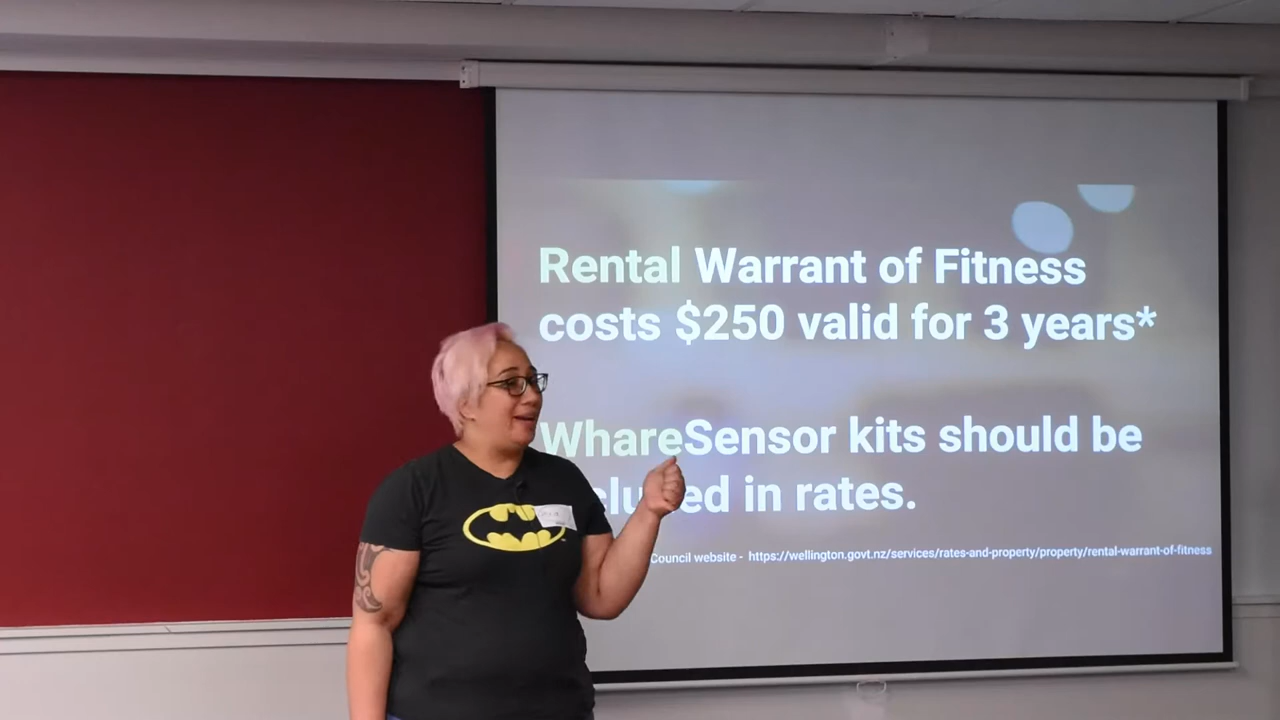 Rental Warrant of Fitness
costs $250 valid for 3 years*
WhareSensor kits should be
in rates.
Council website - https://wellington.govt.nz/services/rates-and-property/property/rental-warrant-of-fitness